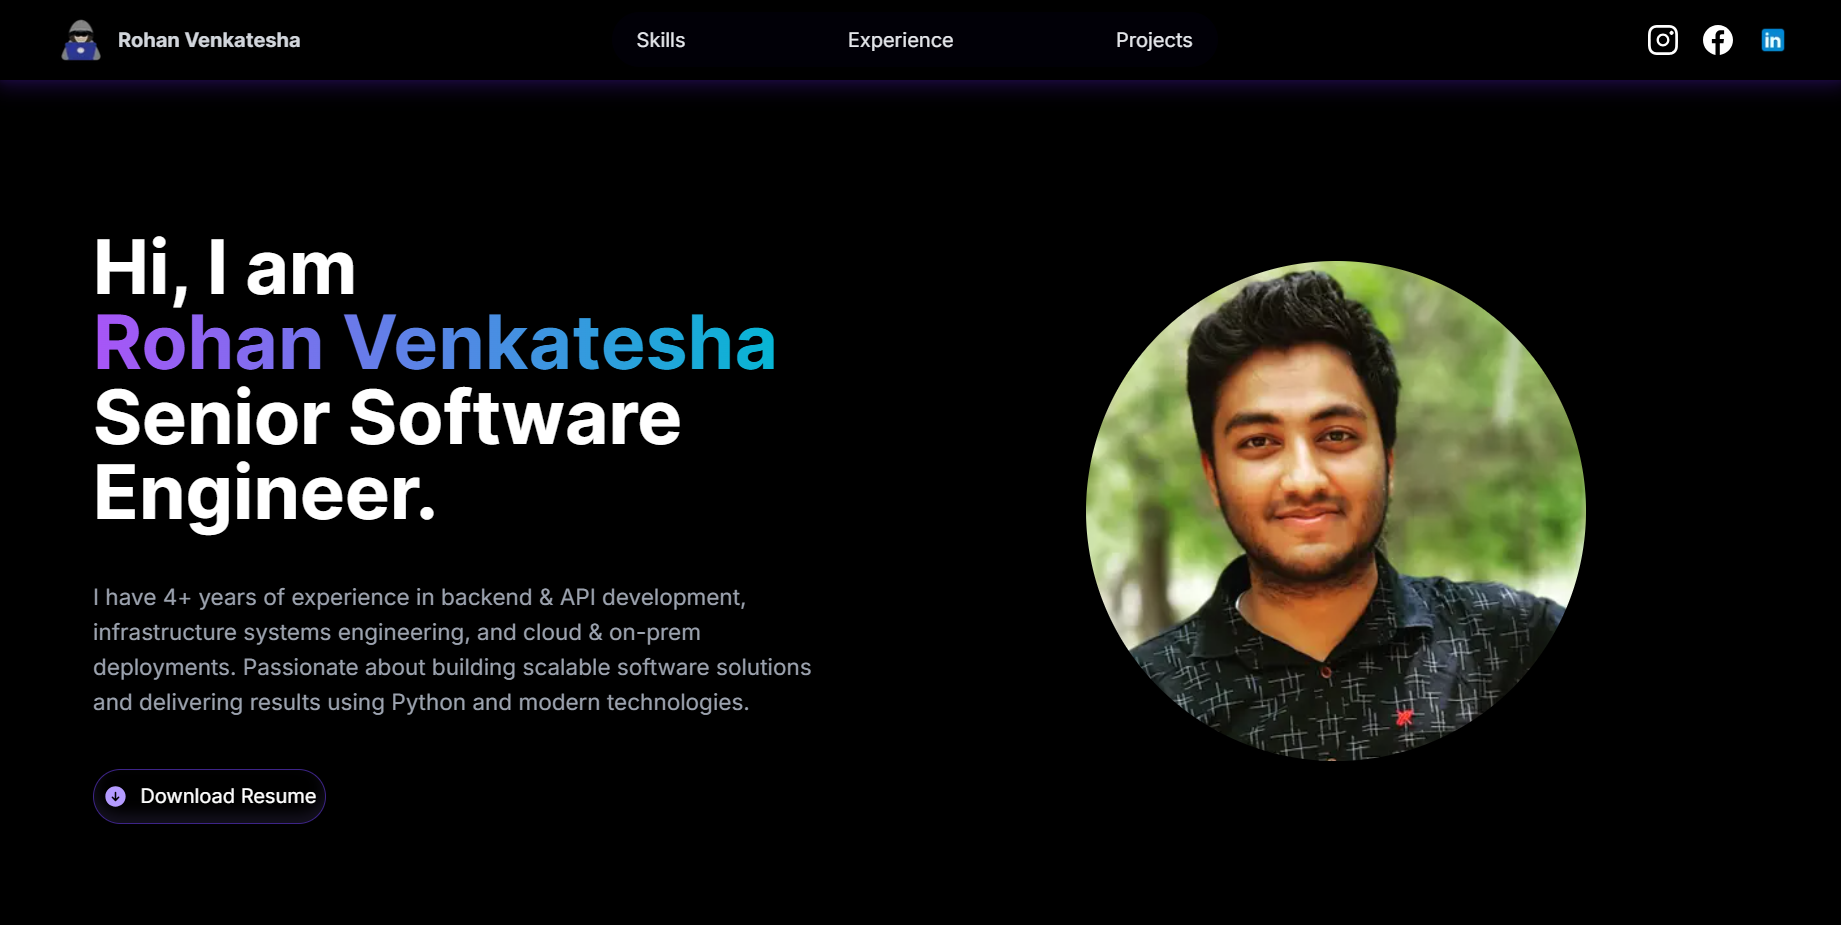 Rohan Venkatesha
Skills
Experience
Projects
in
Hi, I am
Rohan Venkatesha
Senior Software
Engineer.
I have 4+ years of experience in backend & API development,
infrastructure systems engineering, and cloud & on-prem
deployments. Passionate about building scalable software solutions
and delivering results using Python and modern technologies.
Download Resume